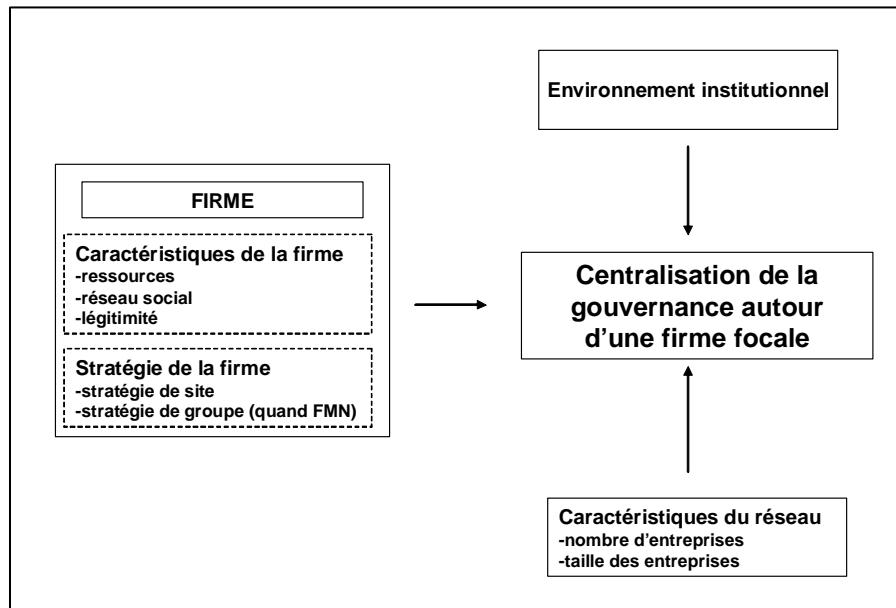 Environnement institutionnel
FIRME
Caractéristiques de la firme
-ressources
-réseau social
-légitimité
Stratégie de la firme
-stratégie de site
-stratégie de groupe (quand FMN)
Centralisation de la
gouvernance autour
d'une firme focale
Caractéristiques du réseau
-nombre d'entreprises
-taille des entreprises